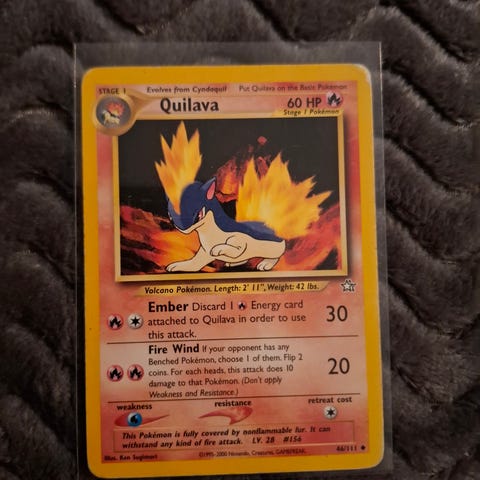 STAGE 1 Evolves from Cyndaquil Put Quilava on the Basic Pokémon
Quilava 60 HP
Stage 1 Pokémon
Volcano Pokémon. Length: 2' 11", Weight: 42 lbs.
Ember Discard 1 Energy card
attached to Quilava in order to use
this attack.
30
Fire Wind If your opponent has any
Benched Pokémon, choose 1 of them. Flip 2
coins. For each heads, this attack does 10
damage to that Pokémon. (Don't apply
Weakness and Resistance.)
20
weakness resistance retreat cost
This Pokémon is fully covered by nonflammable fur. It can
withstand any kind of fire attack. LV. 28 #156
Illus. Ken Sugimori ©1995-2000 Nintendo, Creatures, GAMEFREAK. 46/111